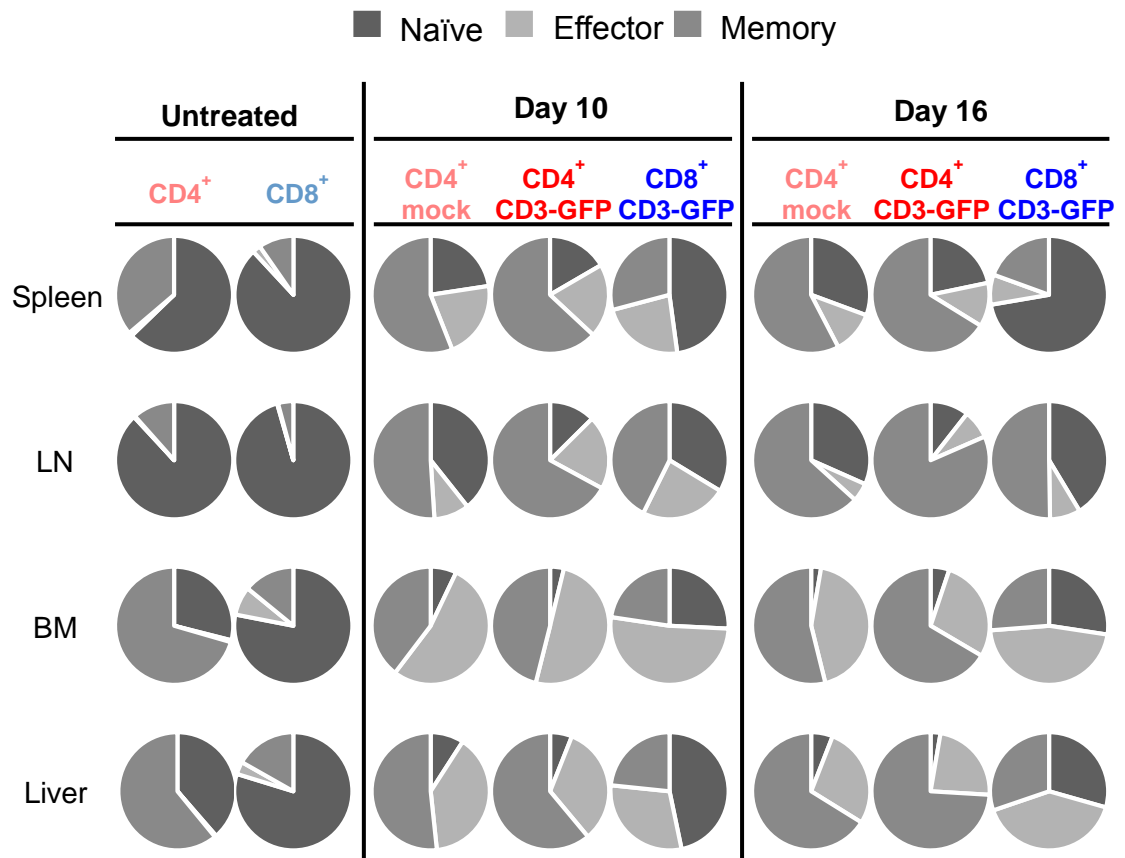 Naïve Effector Memory
Untreated Day 10 Day 16
CD4+ CD8+ CD4+ CD4+ CD8+ CD4+ CD4+ CD8+
mock CD3-GFP CD3-GFP mock CD3-GFP CD3-GFP
Spleen
LN
BM
Liver